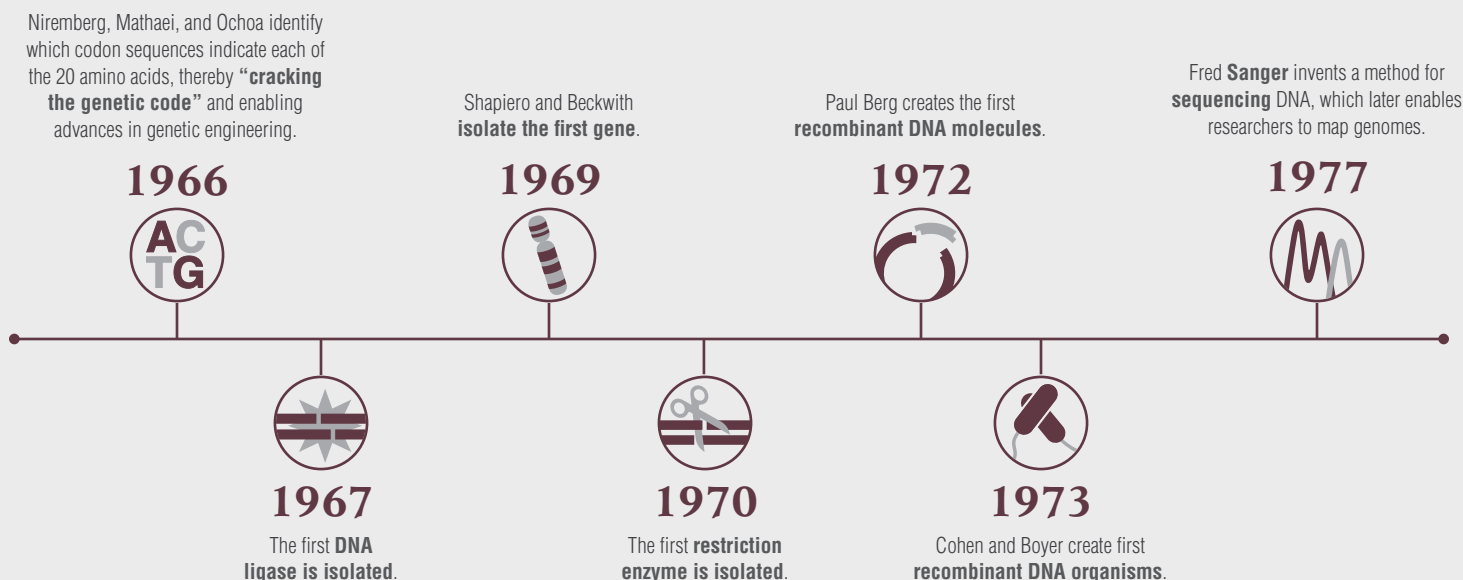 Niremberg, Mathaei, and Ochoa identify
which codon sequences indicate each of
the 20 amino acids, thereby “cracking
the genetic code” and enabling
advances in genetic engineering.
1966
A C
T G
1967
The first DNA
ligase is isolated.
Shapiero and Beckwith
isolate the first gene.
1969
1970
The first restriction
enzyme is isolated.
Paul Berg creates the first
recombinant DNA molecules.
1972
1973
Cohen and Boyer create first
recombinant DNA organisms.
Fred Sanger invents a method for
sequencing DNA, which later enables
researchers to map genomes.
1977